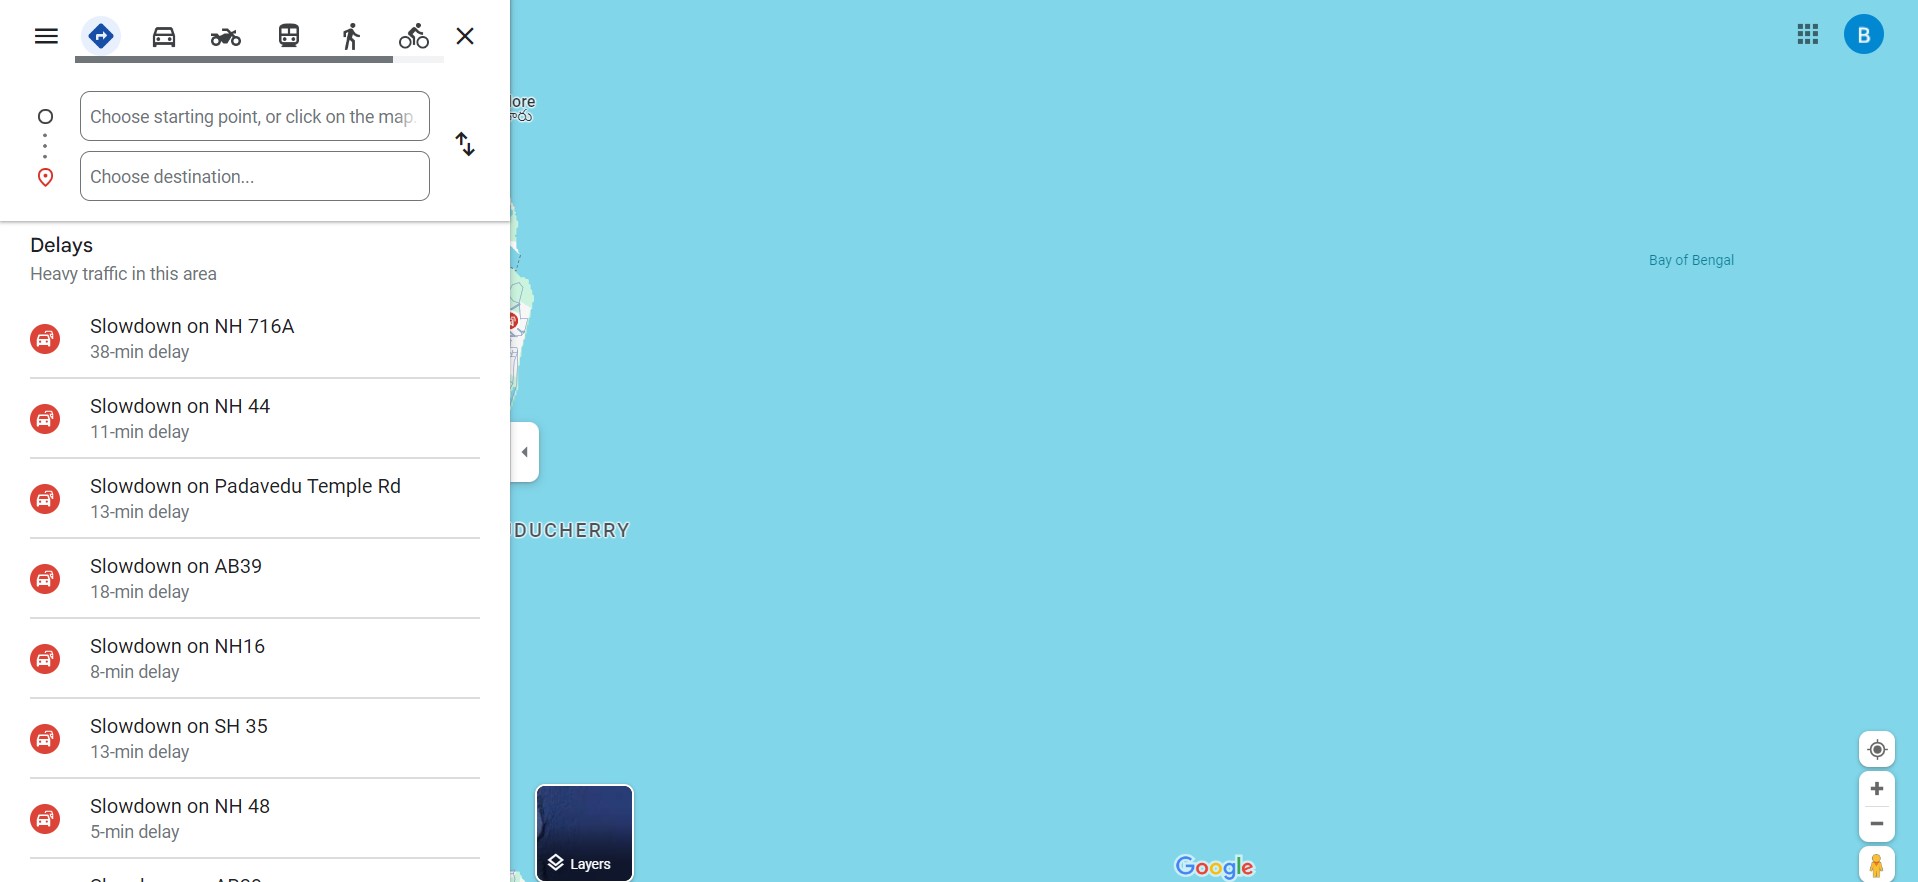 Choose starting point, or click on the map
Choose destination...
Delays
Heavy traffic in this area
Slowdown on NH 716A
38-min delay
Slowdown on NH 44
11-min delay
Slowdown on Padavedu Temple Rd
13-min delay
Slowdown on AB39
18-min delay
Slowdown on NH16
8-min delay
Slowdown on SH 35
13-min delay
Slowdown on NH 48
5-min delay
lore
DUCHERRY
Bay of Bengal
B
Layers
Google